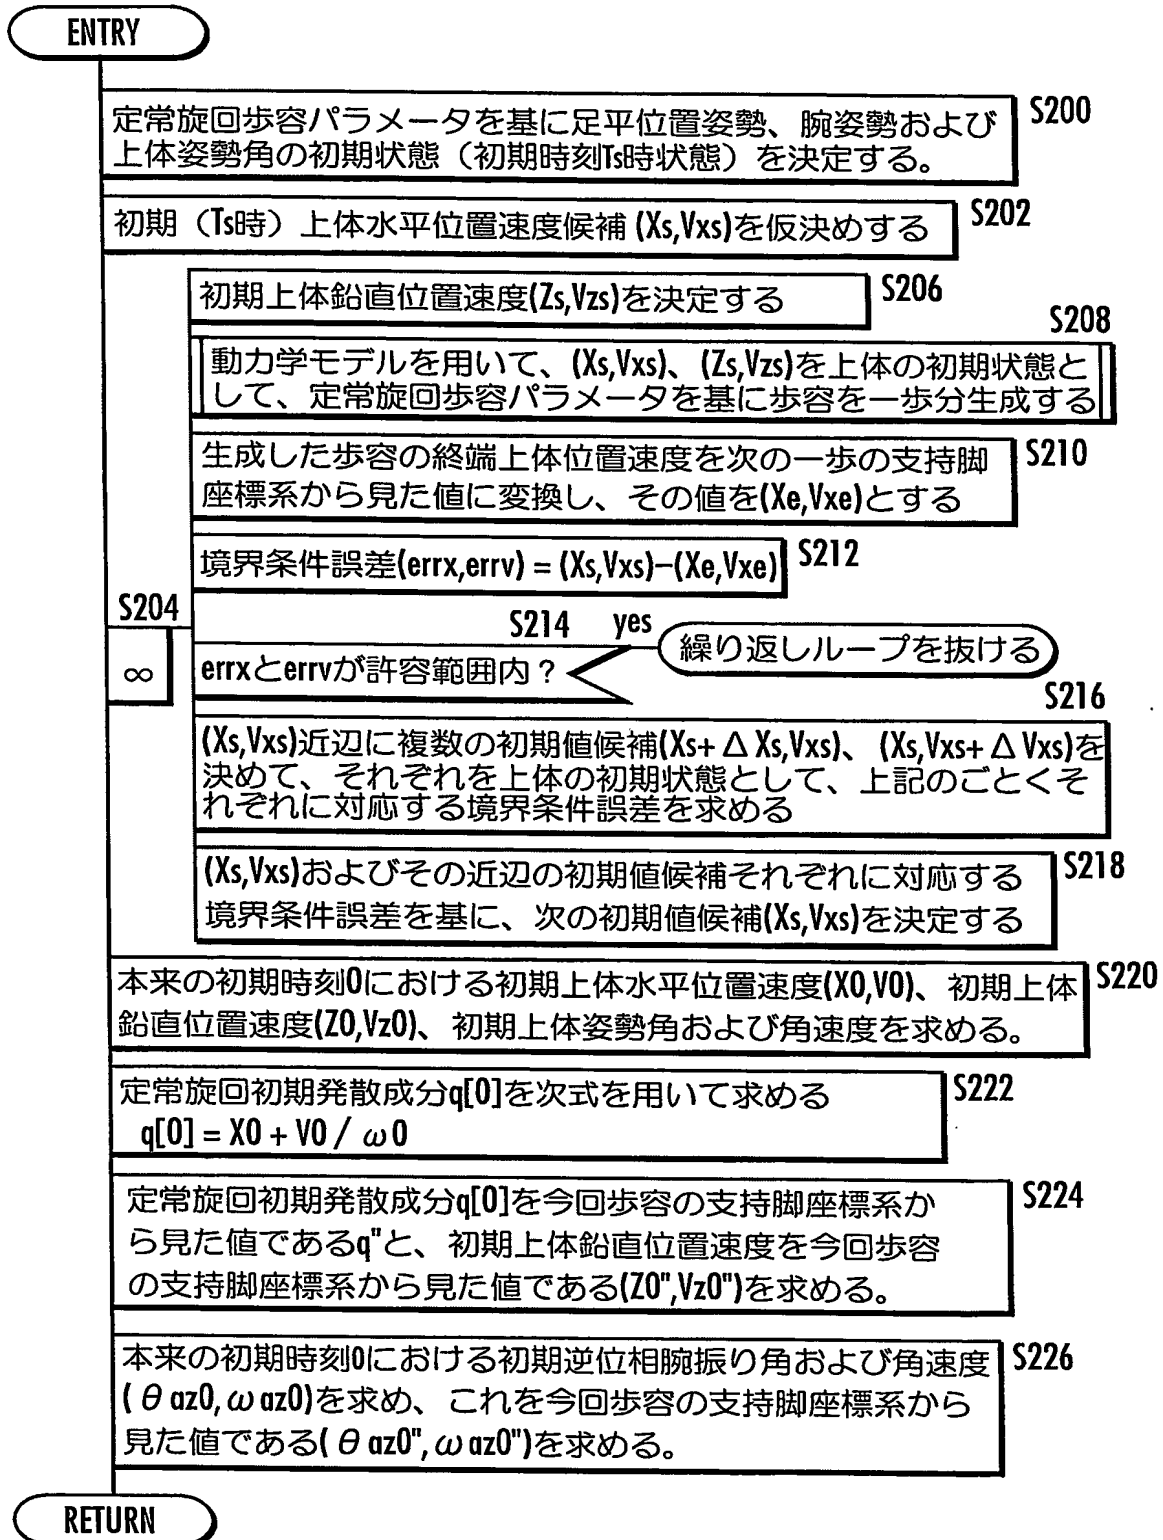 ENTRY
S200
定常旋回歩容パラメータを基に足平位置姿勢、腕姿勢および
上体姿勢角の初期状態（初期時刻Ts時状態）を決定する。
S202
初期（Ts時）上体水平位置速度候補(Xs,Vxs)を仮決めする
S206
初期上体鉛直位置速度(Zs,Vzs)を決定する
S208
動力学モデルを用いて、(Xs,Vxs)、(Zs,Vzs)を上体の初期状態と
して、定常旋回歩容パラメータを基に歩容を一歩分生成する
S210
生成した歩容の終端上体位置速度を次の一歩の支持脚
座標系から見た値に変換し、その値を(Xe,Vxe)とする
S212
境界条件誤差(errx,errv) = (Xs,Vxs)−(Xe,Vxe)
S204
∞
S214 yes
errxとerrvが許容範囲内？
繰り返しループを抜ける
S216
(Xs,Vxs)近辺に複数の初期値候補(Xs+ΔXs,Vxs)、(Xs,Vxs+ΔVxs)を
決めて、それぞれを上体の初期状態として、上記のごとくそ
れぞれに対応する境界条件誤差を求める
S218
(Xs,Vxs)およびその近辺の初期値候補それぞれに対応する
境界条件誤差を基に、次の初期値候補(Xs,Vxs)を決定する
S220
本来の初期時刻0における初期上体水平位置速度(X0,V0)、初期上体
鉛直位置速度(Z0,Vz0)、初期上体姿勢角および角速度を求める。
S222
定常旋回初期発散成分q[0]を次式を用いて求める
q[0] = X0 + V0 / ω0
S224
定常旋回初期発散成分q[0]を今回歩容の支持脚座標系か
ら見た値であるq"と、初期上体鉛直位置速度を今回歩容
の支持脚座標系から見た値である(Z0",Vz0")を求める。
S226
本来の初期時刻0における初期逆位相腕振り角および角速度
(θaz0,ωaz0)を求め、これを今回歩容の支持脚座標系から
見た値である(θaz0",ωaz0")を求める。
RETURN